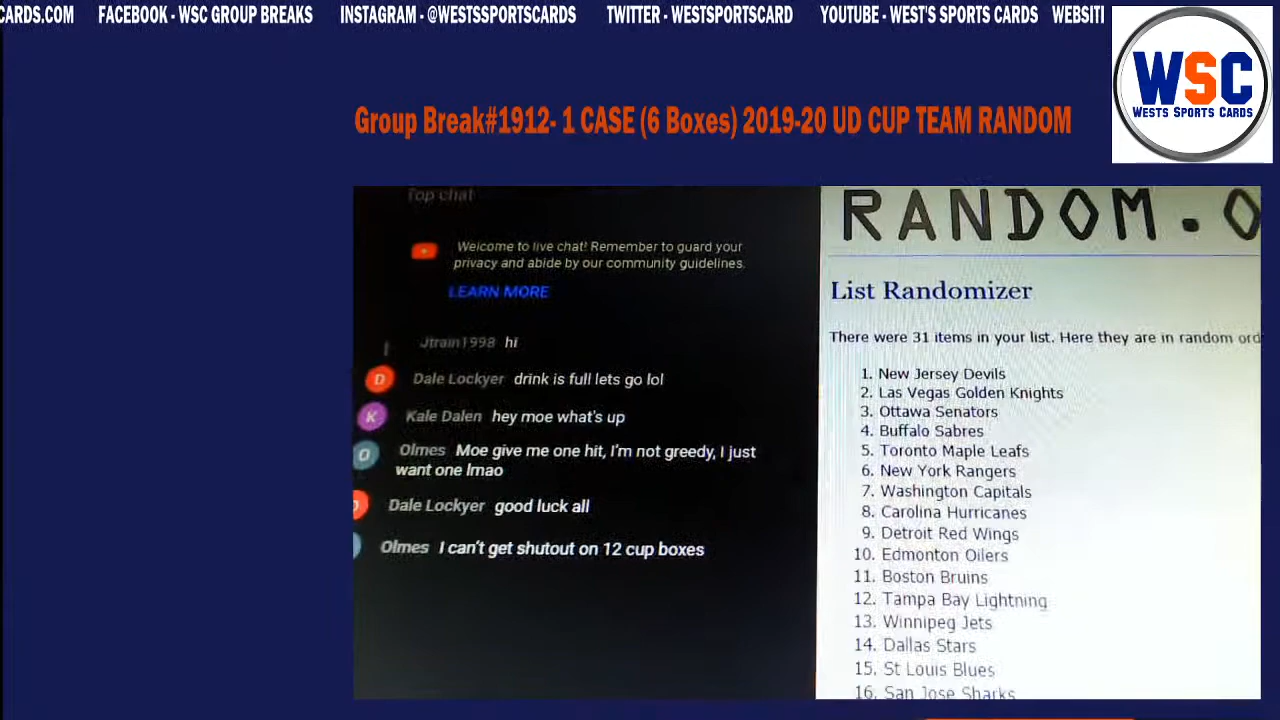 CARDS.COM FACEBOOK - WSC GROUP BREAKS INSTAGRAM - @WESTSSPORTSCARDS TWITTER - WESTSPORTSCARD YOUTUBE - WEST'S SPORTS CARDS WEBSITI
WSC
WESTS SPORTS CARDS
Group Break#1912- 1 CASE (6 Boxes) 2019-20 UD CUP TEAM RANDOM
Top chat
Welcome to live chat! Remember to guard your
privacy and abide by our community guidelines.
LEARN MORE
Jtrain1998 hi
D Dale Lockyer drink is full lets go lol
K Kale Dalen hey moe what's up
O Olmes Moe give me one hit, I'm not greedy, I just
want one lmao
Dale Lockyer good luck all
Olmes I can't get shutout on 12 cup boxes
RANDOM.O
List Randomizer
There were 31 items in your list. Here they are in random ord
1. New Jersey Devils
2. Las Vegas Golden Knights
3. Ottawa Senators
4. Buffalo Sabres
5. Toronto Maple Leafs
6. New York Rangers
7. Washington Capitals
8. Carolina Hurricanes
9. Detroit Red Wings
10. Edmonton Oilers
11. Boston Bruins
12. Tampa Bay Lightning
13. Winnipeg Jets
14. Dallas Stars
15. St Louis Blues
16. San Jose Sharks